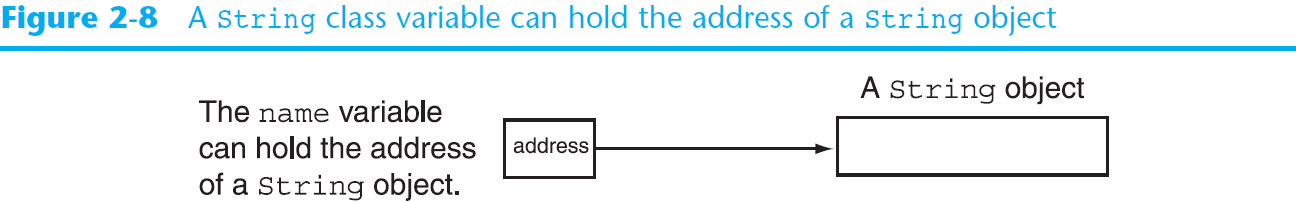 Figure 2-8 A String class variable can hold the address of a String object
A String object
The name variable
can hold the address
of a String object.
address